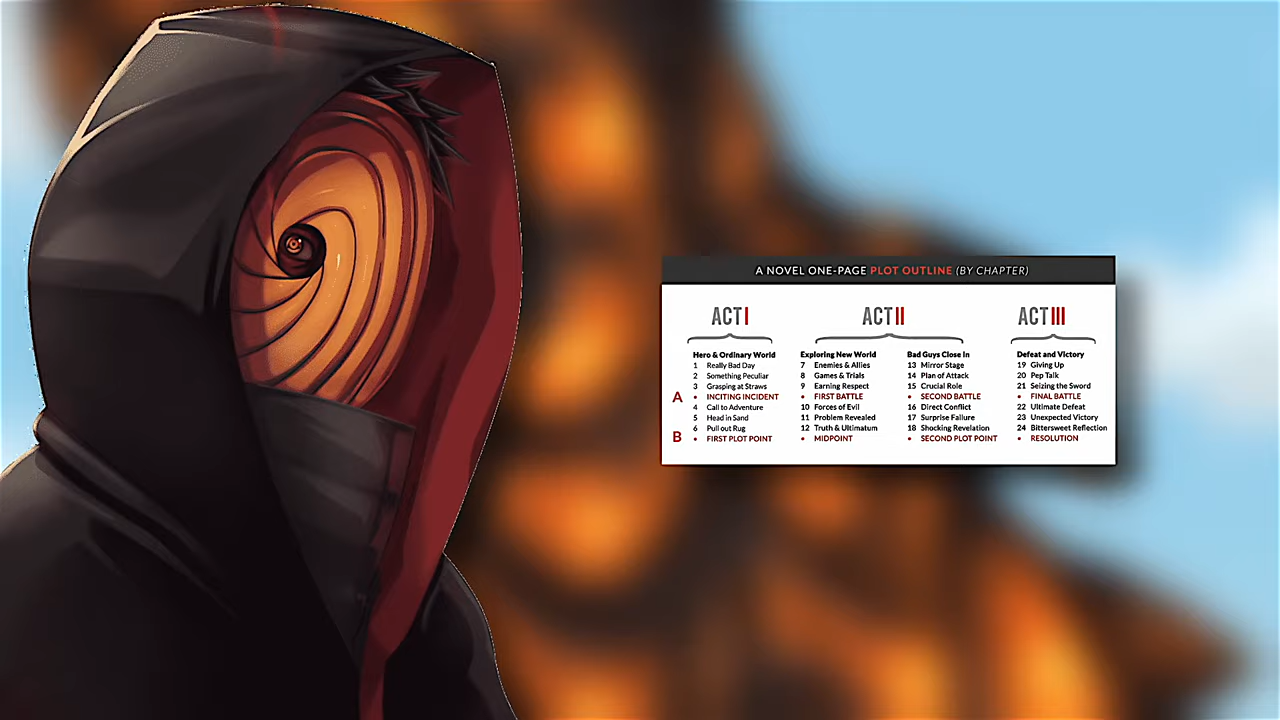 A NOVEL ONE-PAGE PLOT OUTLINE (BY CHAPTER)
ACT I
Hero & Ordinary World
1 Really Bad Day
2 Something Peculiar
3 Grasping at Straws
A • INCITING INCIDENT
4 Call to Adventure
5 Head in Sand
6 Pull out Rug
B • FIRST PLOT POINT
ACT II
Exploring New World
7 Enemies & Allies
8 Games & Trials
9 Earning Respect
• FIRST BATTLE
10 Forces of Evil
11 Problem Revealed
12 Truth & Ultimatum
• MIDPOINT
Bad Guys Close In
13 Mirror Stage
14 Plan of Attack
15 Crucial Role
• SECOND BATTLE
16 Direct Conflict
17 Surprise Failure
18 Shocking Revelation
• SECOND PLOT POINT
ACT III
Defeat and Victory
19 Giving Up
20 Pep Talk
21 Seizing the Sword
• FINAL BATTLE
22 Ultimate Defeat
23 Unexpected Victory
24 Bittersweet Reflection
• RESOLUTION